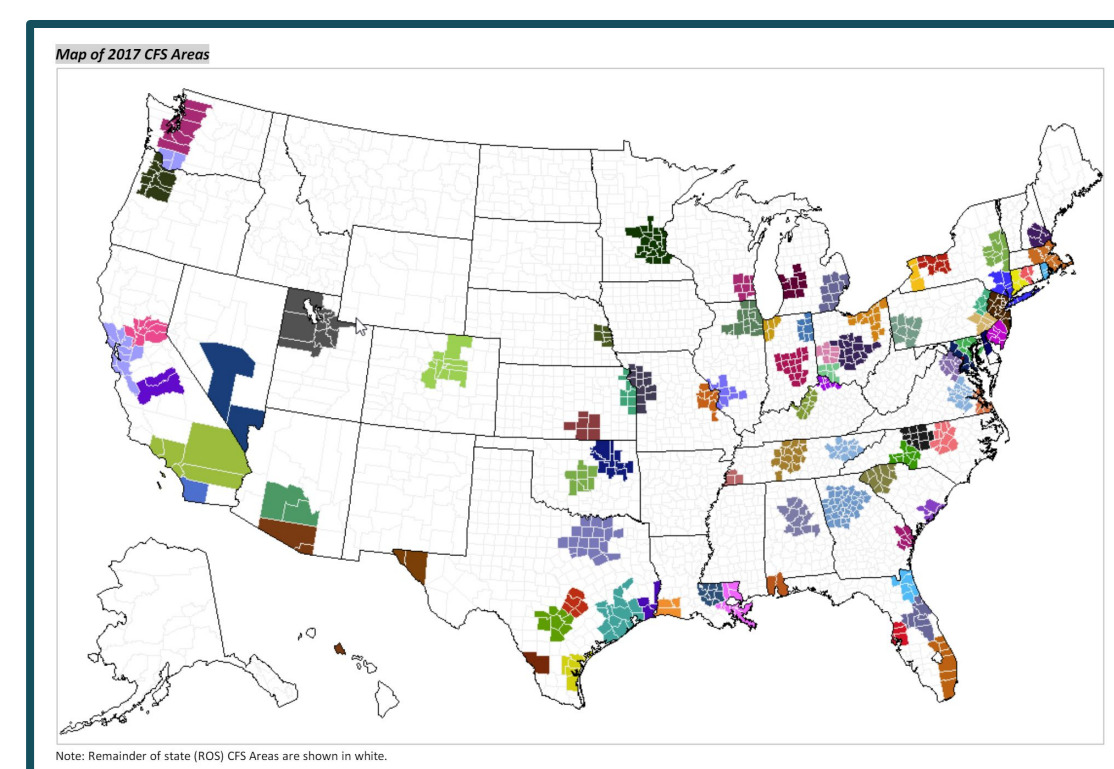 Map of 2017 CFS Areas
Note: Remainder of state (ROS) CFS Areas are shown in white.